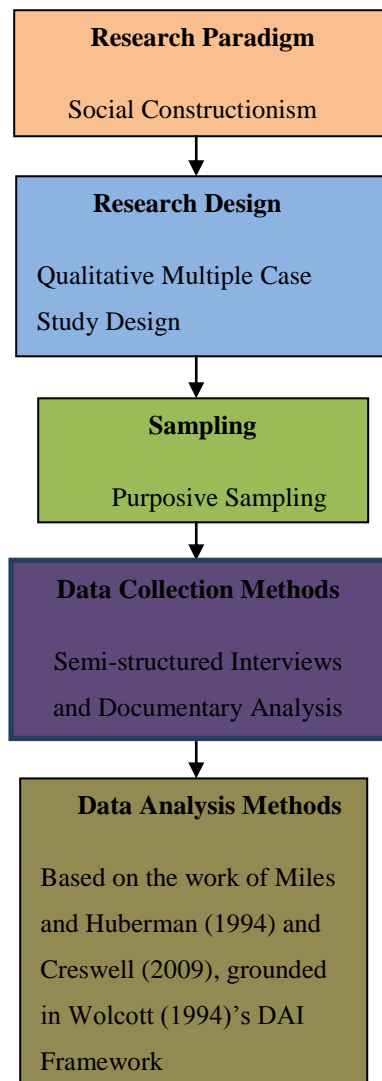 Research Paradigm
Social Constructionism
Research Design
Qualitative Multiple Case
Study Design
Sampling
Purposive Sampling
Data Collection Methods
Semi-structured Interviews
and Documentary Analysis
Data Analysis Methods
Based on the work of Miles
and Huberman (1994) and
Creswell (2009), grounded
in Wolcott (1994)’s DAI
Framework